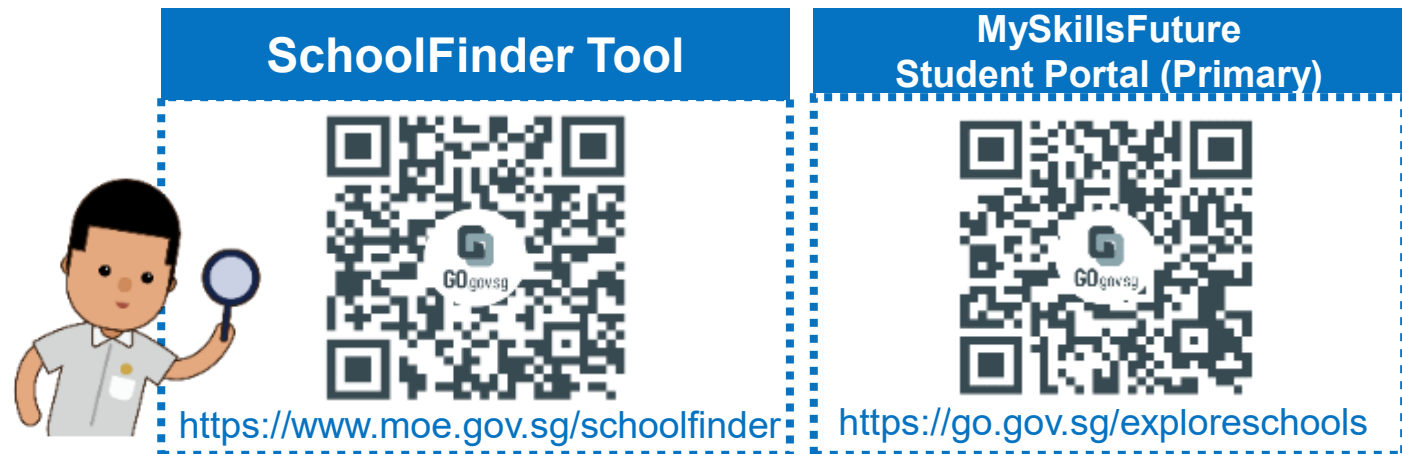 SchoolFinder Tool
GOgovsg
https://www.moe.gov.sg/schoolfinder
MySkillsFuture
Student Portal (Primary)
GOgovsg
https://go.gov.sg/exploreschools